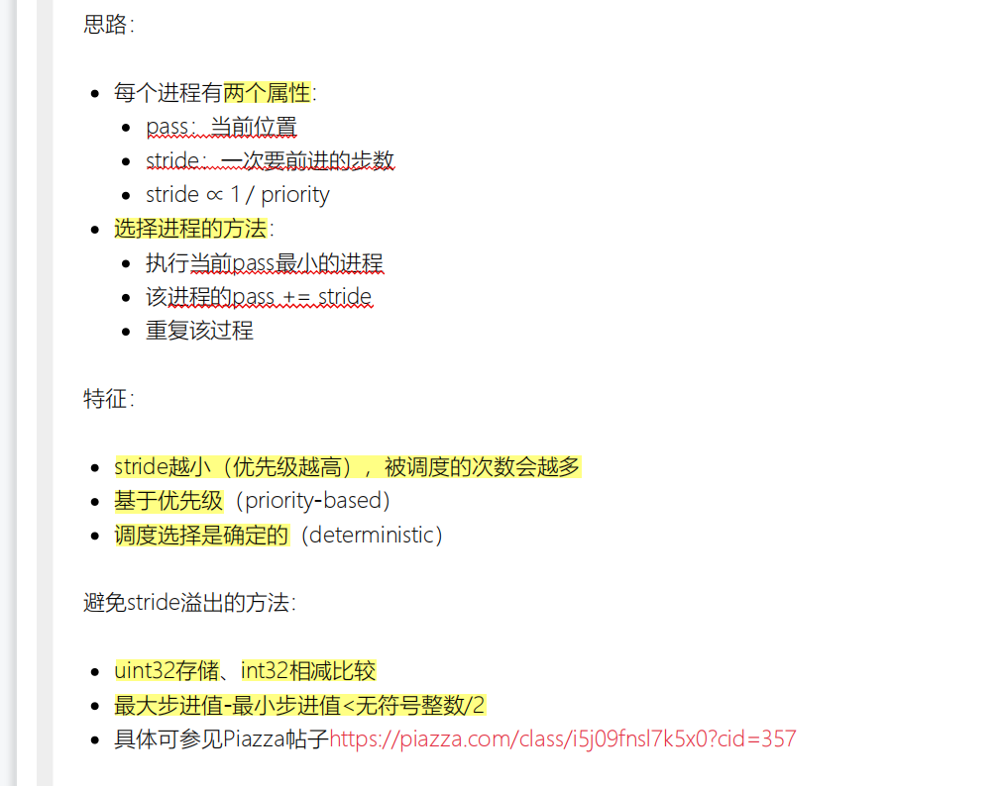 思路：
每个进程有两个属性：
pass：当前位置
stride：一次要前进的步数
stride ∝ 1 / priority
选择进程的方法：
执行当前pass最小的进程
该进程的pass += stride
重复该过程
特征：
stride越小（优先级越高），被调度的次数会越多
基于优先级（priority-based）
调度选择是确定的（deterministic）
避免stride溢出的方法：
uint32存储、int32相减比较
最大步进值-最小步进值<无符号整数/2
具体可参见Piazza帖子https://piazza.com/class/i5j09fnsl7k5x0?cid=357